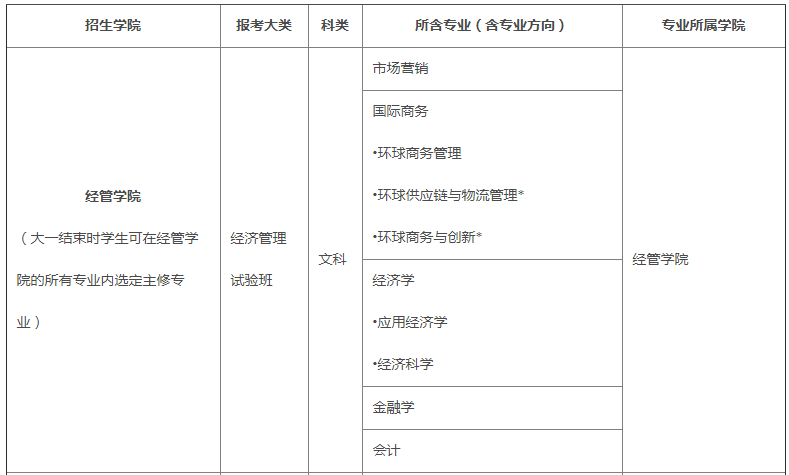 招生学院
报考大类
科类
所含专业（含专业方向）
专业所属学院
经管学院
（大一结束时学生可在经管学
院的所有专业内选定主修专
业）
经济管理
试验班
文科
市场营销
国际商务
•环球商务管理
•环球供应链与物流管理*
•环球商务与创新*
经济学
•应用经济学
•经济科学
金融学
会计
经管学院